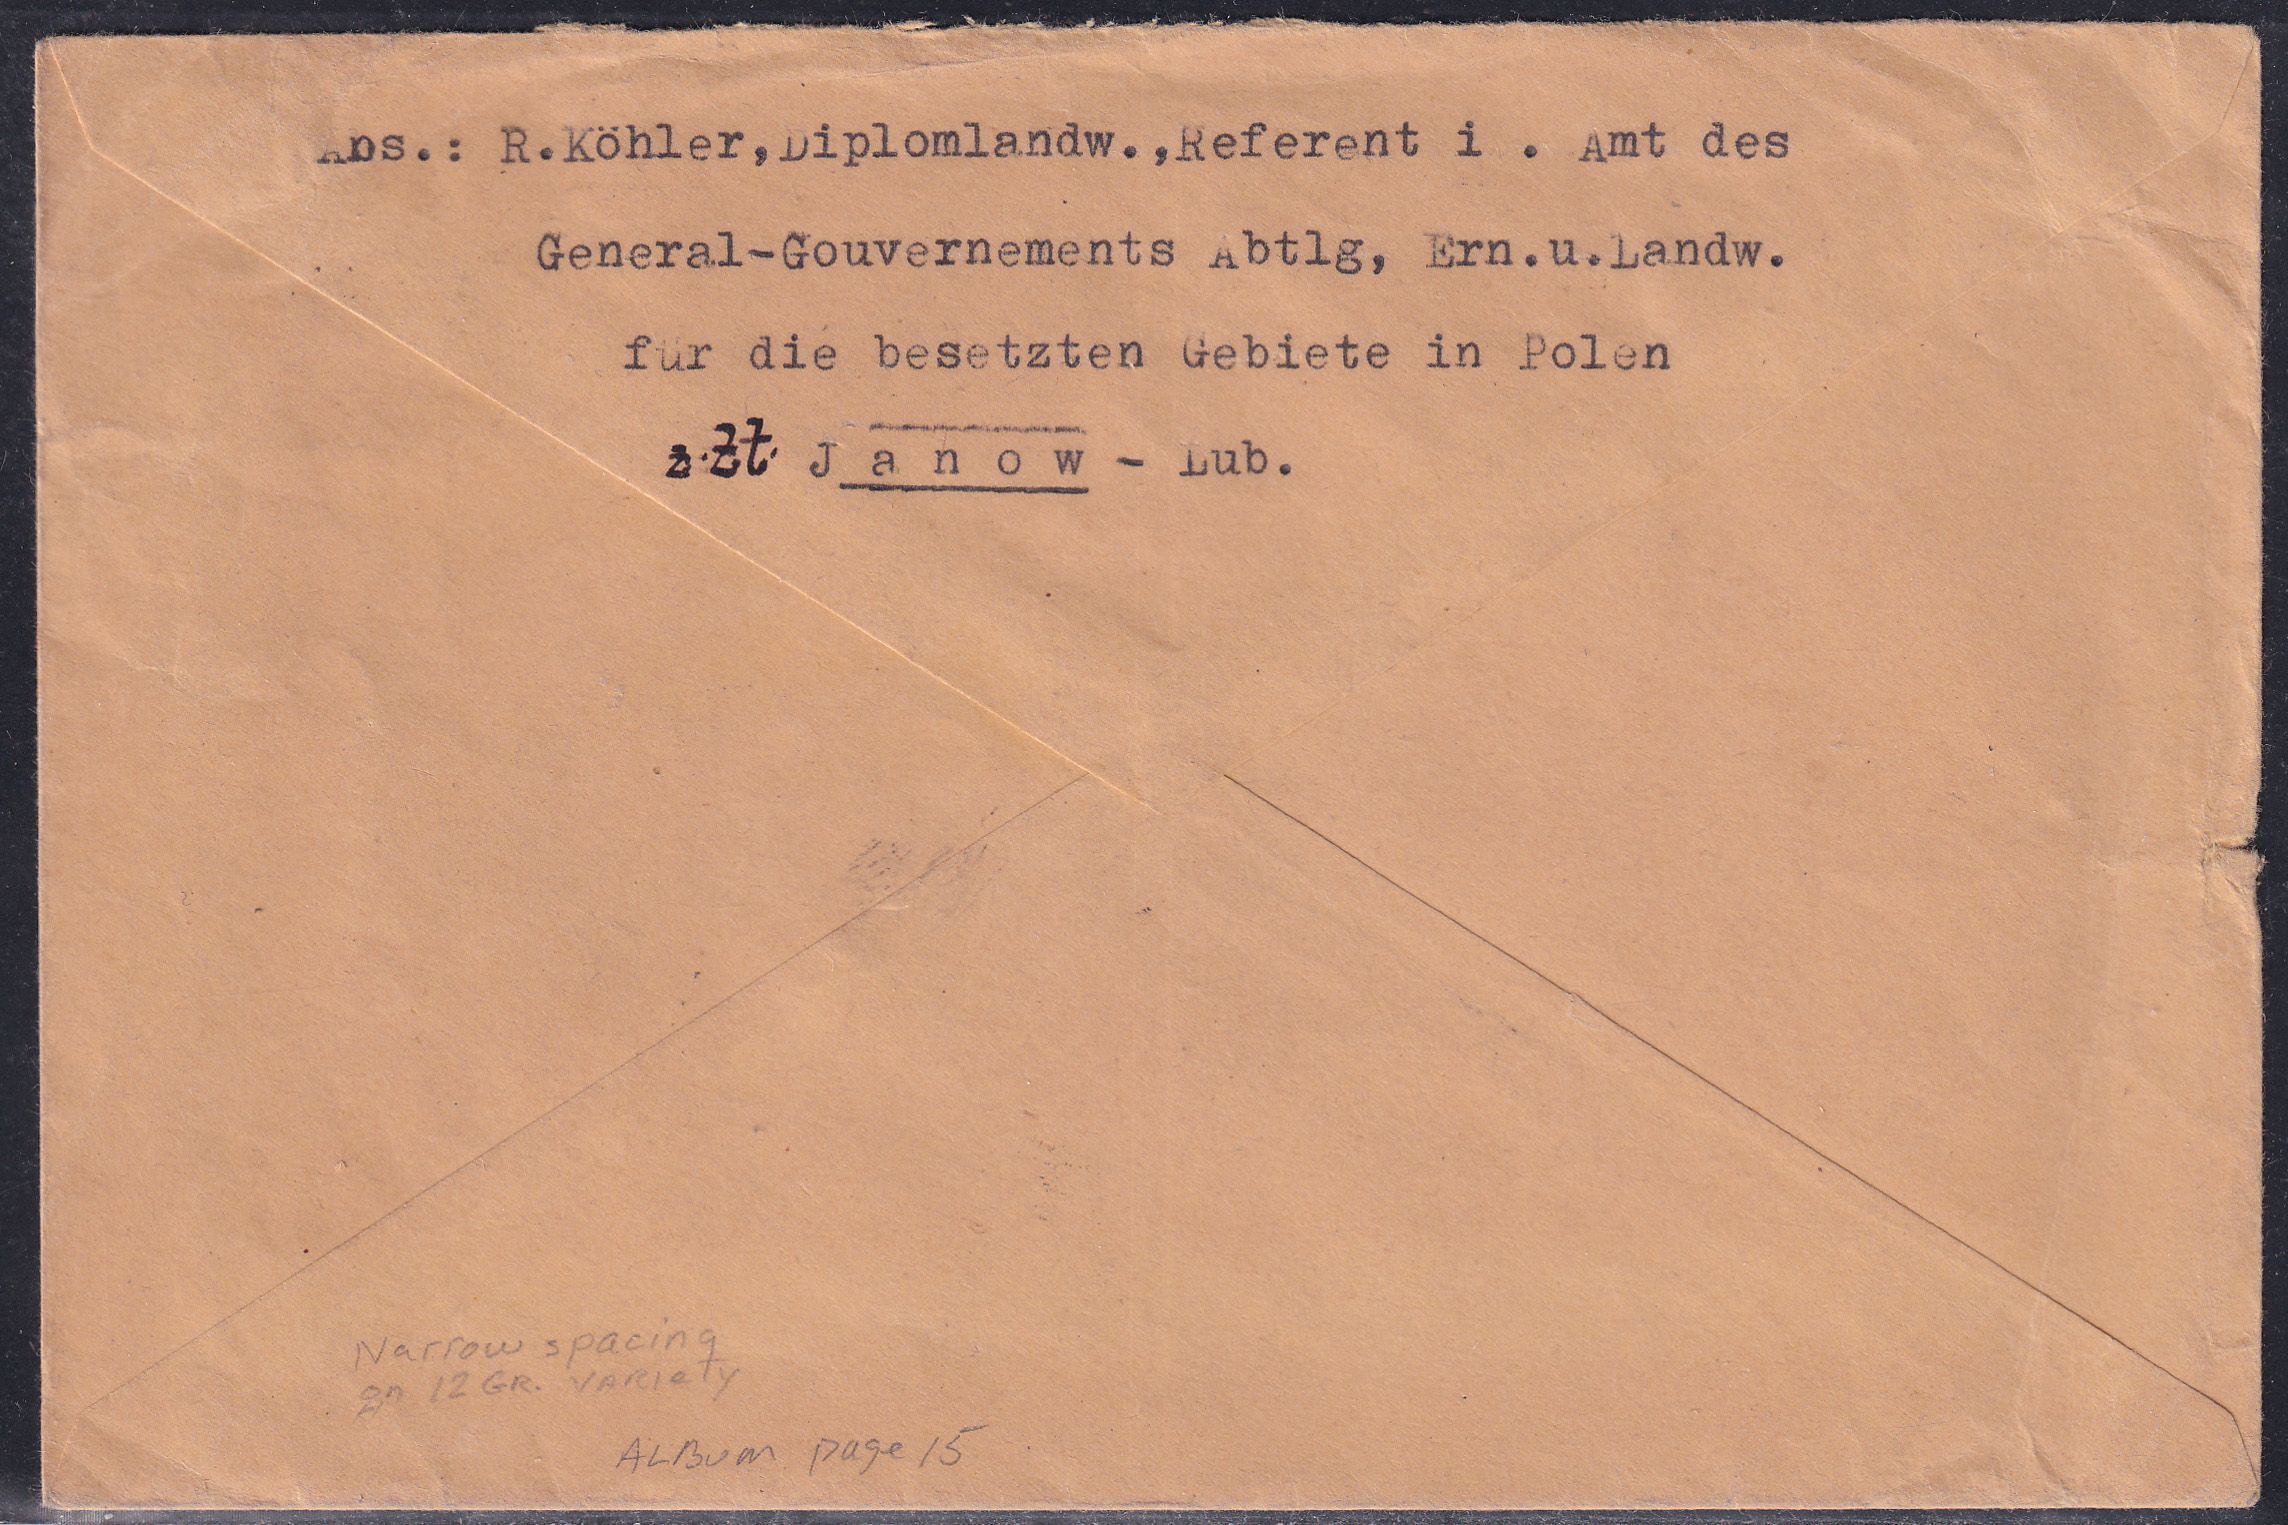 Abs.: R.Köhler,Diplomlandw.,Referent i . Amt des
General-Gouvernements Abtlg, Ern.u.Landw.
für die besetzten Gebiete in Polen
z.Zt. J a n o w - Lub.
Narrow spacing
on 12 GR. VARIety
ALBum page 15